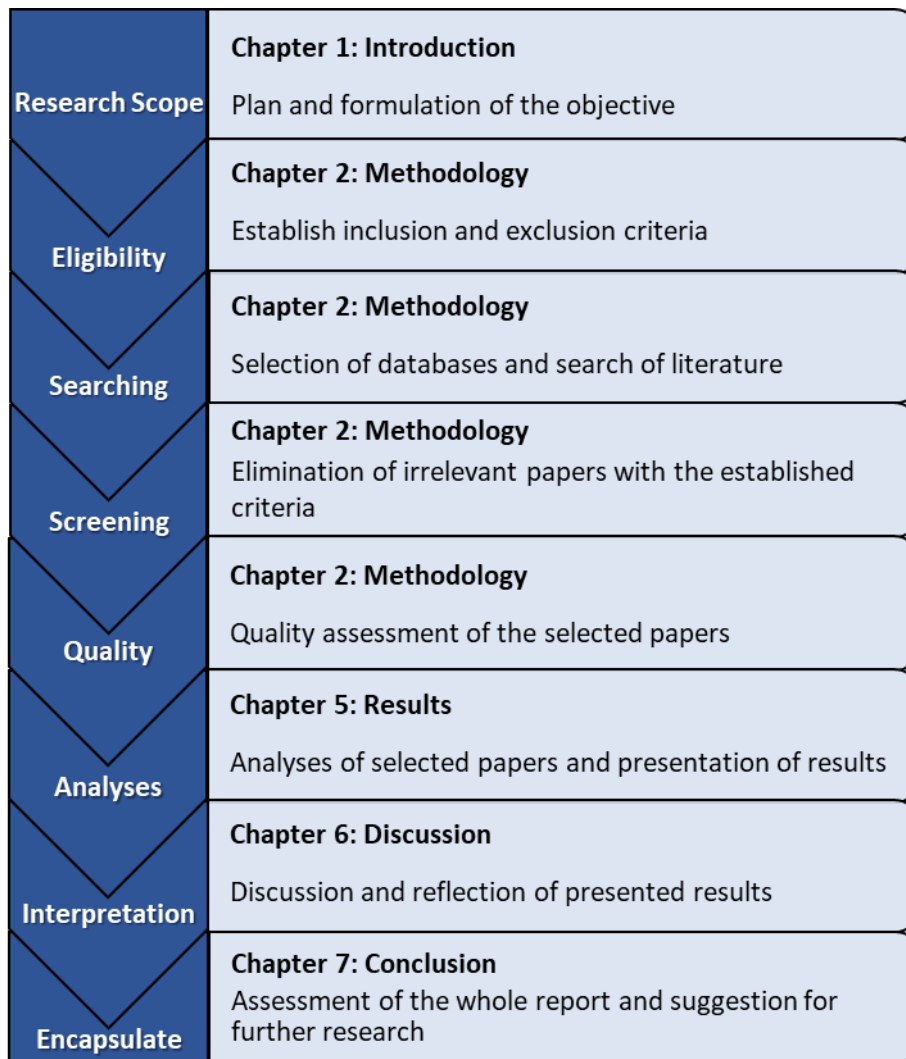 Research Scope
Chapter 1: Introduction
Plan and formulation of the objective
Eligibility
Chapter 2: Methodology
Establish inclusion and exclusion criteria
Searching
Chapter 2: Methodology
Selection of databases and search of literature
Screening
Chapter 2: Methodology
Elimination of irrelevant papers with the established
criteria
Quality
Chapter 2: Methodology
Quality assessment of the selected papers
Analyses
Chapter 5: Results
Analyses of selected papers and presentation of results
Interpretation
Chapter 6: Discussion
Discussion and reflection of presented results
Encapsulate
Chapter 7: Conclusion
Assessment of the whole report and suggestion for
further research